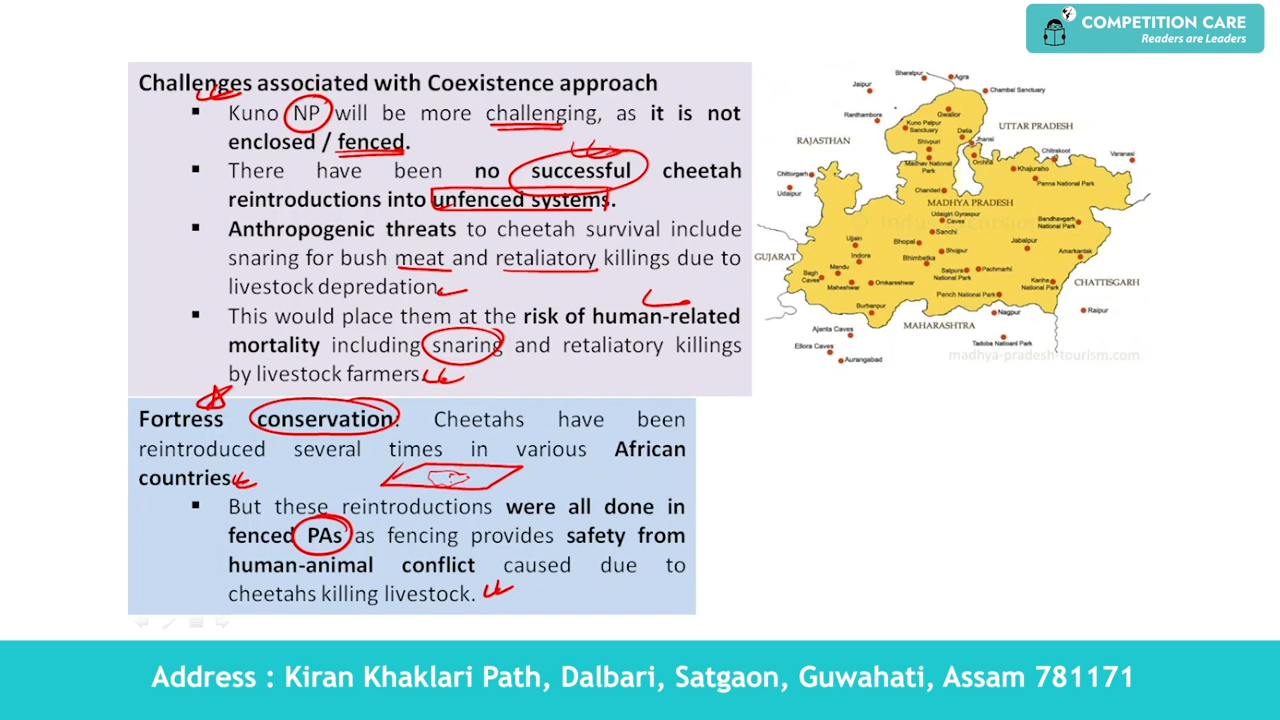 COMPETITION CARE
Readers are Leaders
Challenges associated with Coexistence approach
▪ Kuno NP will be more challenging, as it is not
enclosed / fenced.
▪ There have been no successful cheetah
reintroductions into unfenced systems.
▪ Anthropogenic threats to cheetah survival include
snaring for bush meat and retaliatory killings due to
livestock depredation.
▪ This would place them at the risk of human-related
mortality including snaring and retaliatory killings
by livestock farmers.
Fortress conservation: Cheetahs have been
reintroduced several times in various African
countries.
▪ But these reintroductions were all done in
fenced PAs as fencing provides safety from
human-animal conflict caused due to
cheetahs killing livestock.
Bharatpur
Agra
Jaipur
Chambal Sancturary
Ranthambore
Gwalior
Kuno Palpur
Sanctuary
UTTAR PRADESH
RAJASTHAN
Datia
Jhansi
Shivpuri
Chitrakoot
Varanasi
Orchha
Madhav National
Park
Khajuraho
Chittorgarh
Panna National Park
Udaipur
Chanderi
MADHYA PRADESH
Udaigiri Gyraspur
Caves
Bandhavgarh
National Park
Sanchi
Ujjain
Bhopal
Jabalpur
Bhojpur
Amarkantak
GUJARAT
Indore
Bhimbetka
Mandu
Satpura
National Park
Pachmarhi
Bagh
Caves
Maheshwar
Omkareshwar
Kanha
National Park
CHATTISGARH
Pench National Park
Burhanpur
Nagpur
Raipur
MAHARASHTRA
Ajanta Caves
Ellora Caves
Tadoba National Park
Aurangabad
madhya-pradesh-tourism.com
Address : Kiran Khaklari Path, Dalbari, Satgaon, Guwahati, Assam 781171